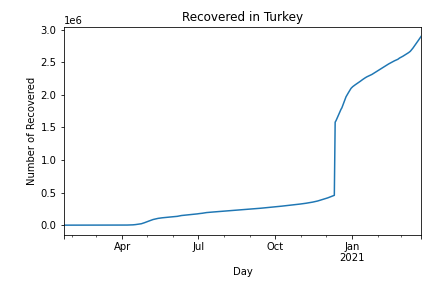 Recovered in Turkey
1e6
3.0
2.5
2.0
1.5
1.0
0.5
0.0
Number of Recovered
Apr
Jul
Oct
Jan
2021
Day